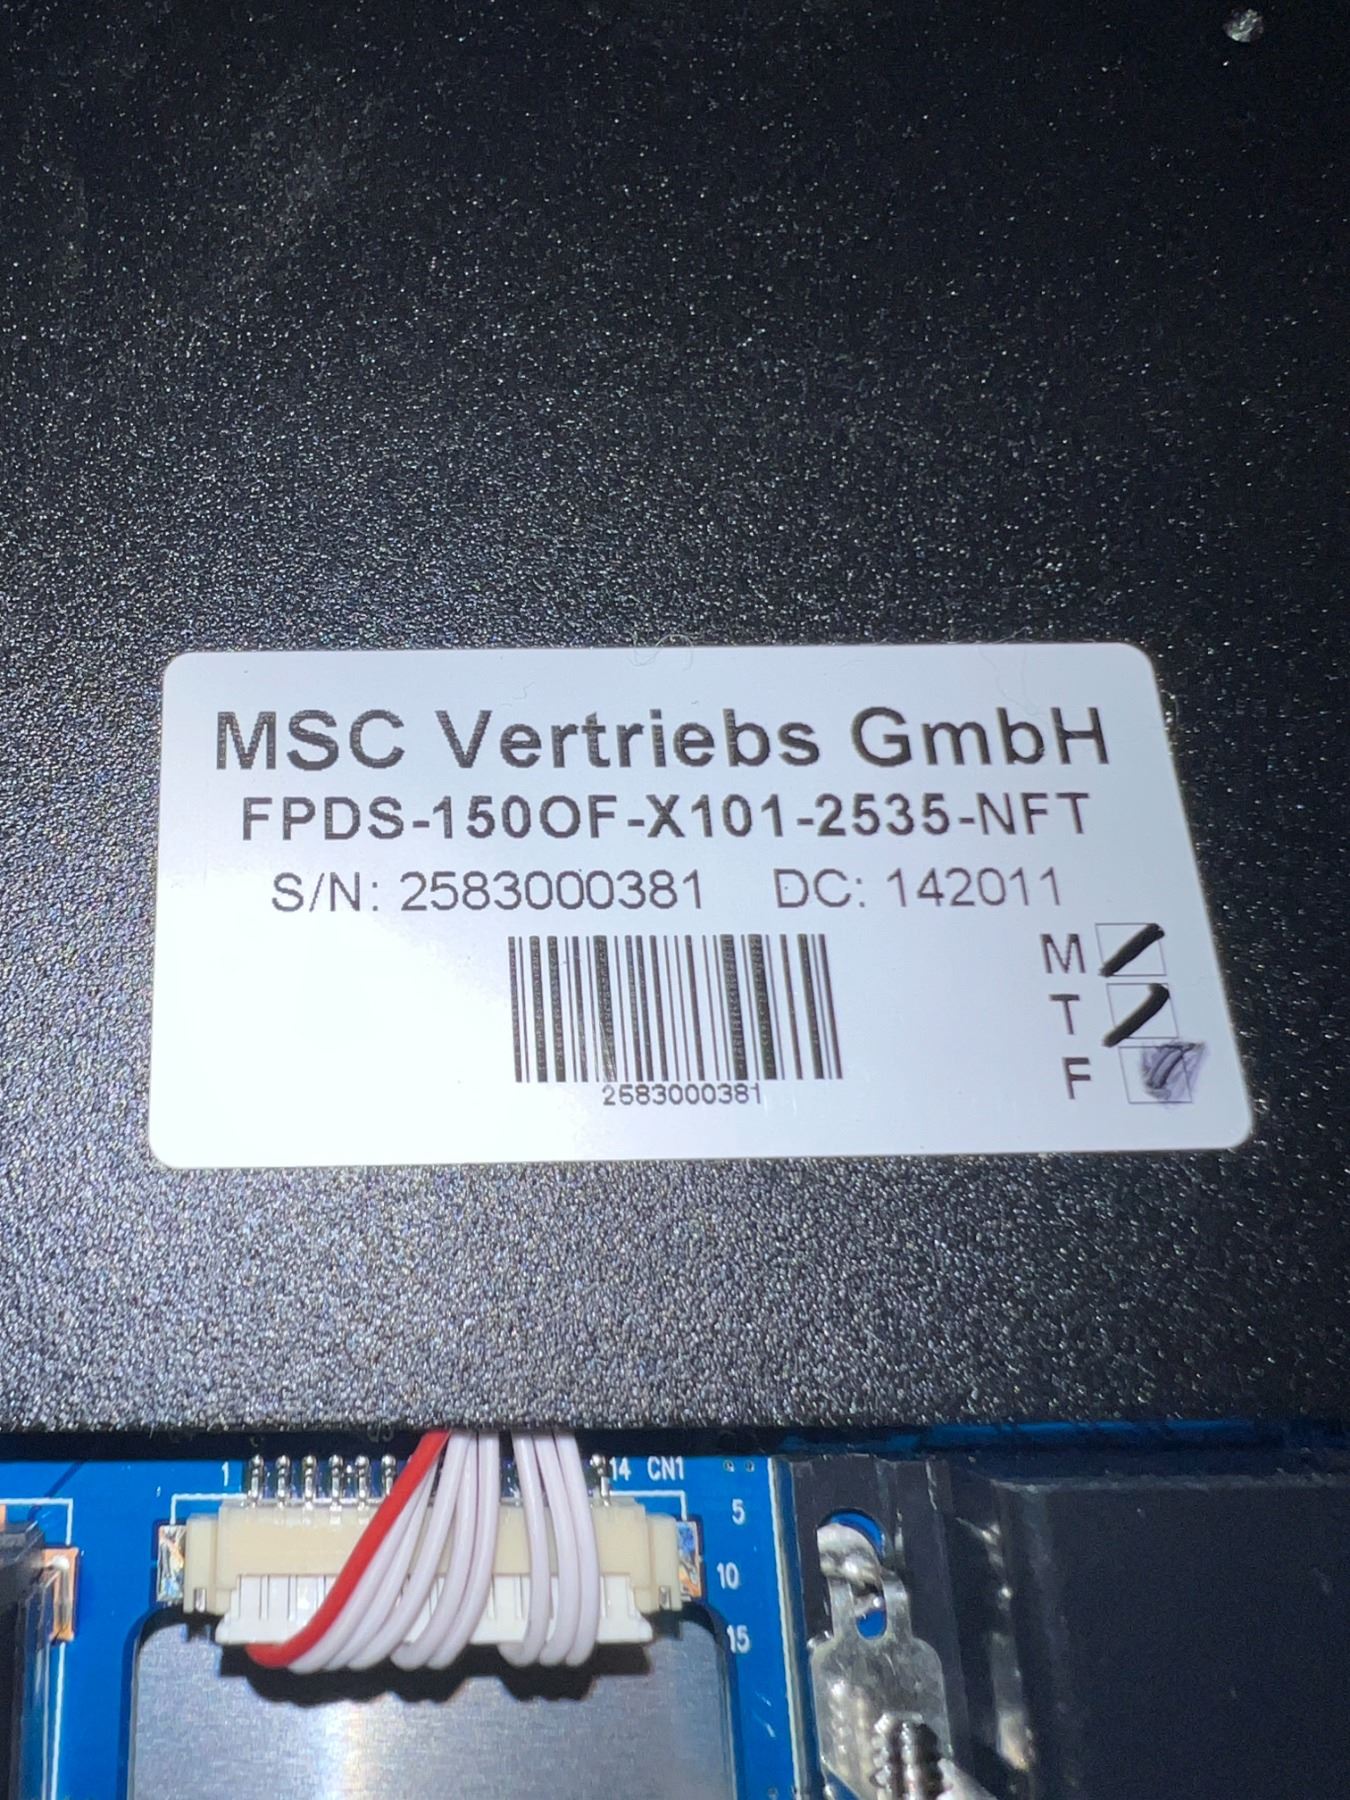 MSC Vertriebs GmbH
FPDS-150OF-X101-2535-NFT
S/N: 2583000381 DC: 142011
M
T
F
2583000381
1
14 CN1
5
10
15